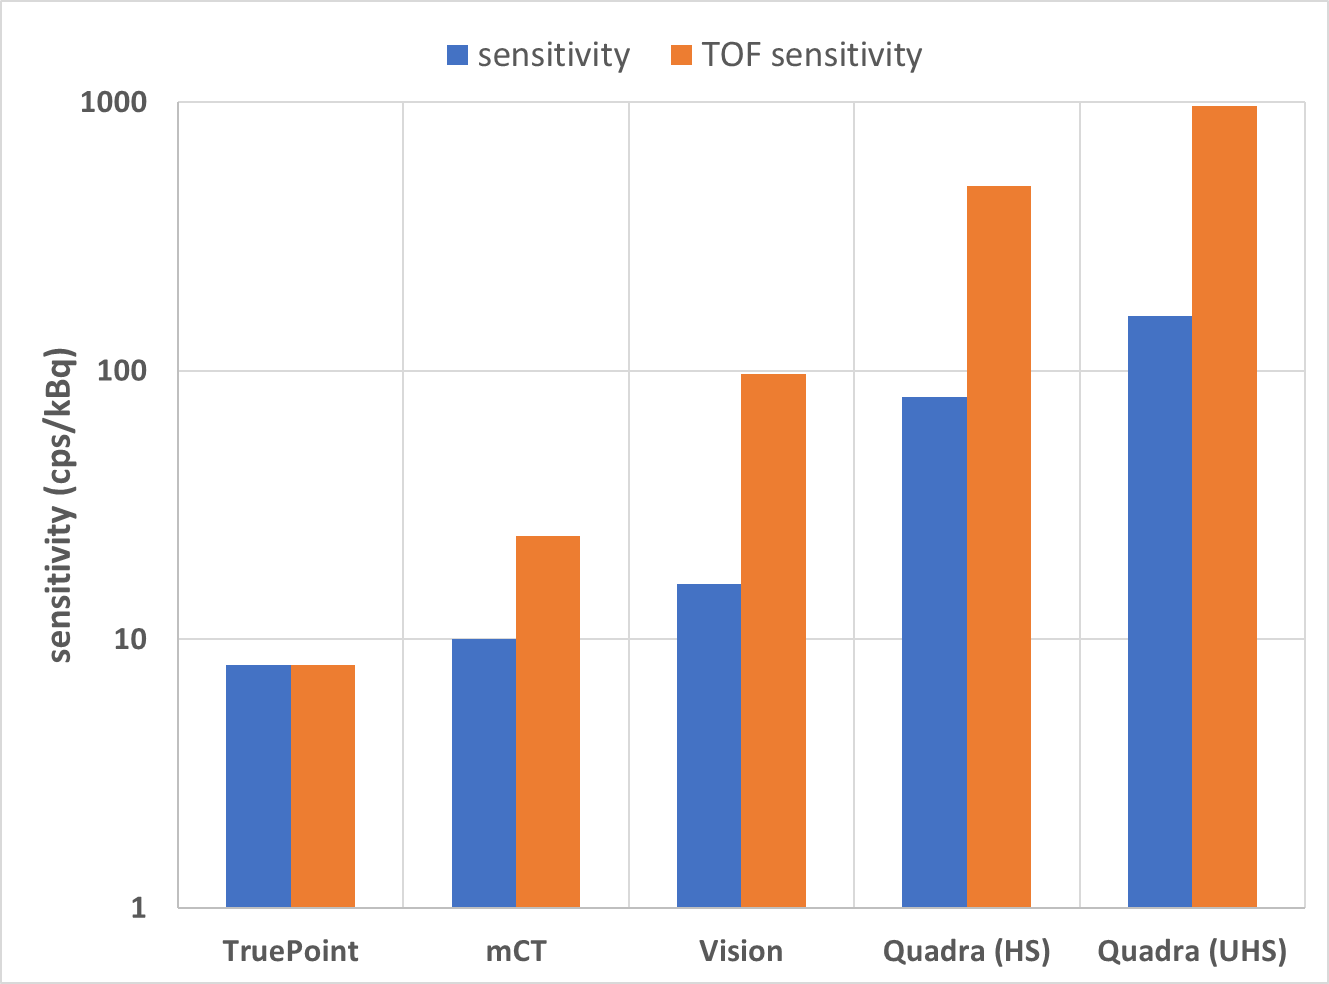 sensitivity TOF sensitivity
1000
100
10
1
sensitivity (cps/kBq)
TruePoint mCT Vision Quadra (HS) Quadra (UHS)